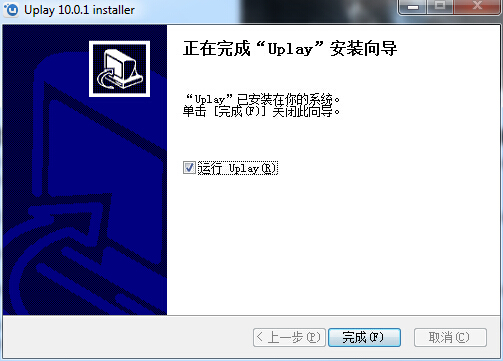 Uplay 10.0.1 installer
正在完成“Uplay”安装向导
“Uplay”已安装在你的系统。
单击 [完成(F)] 关闭此向导。
运行 Uplay(R)
< 上一步(P)
完成(F)
取消(C)